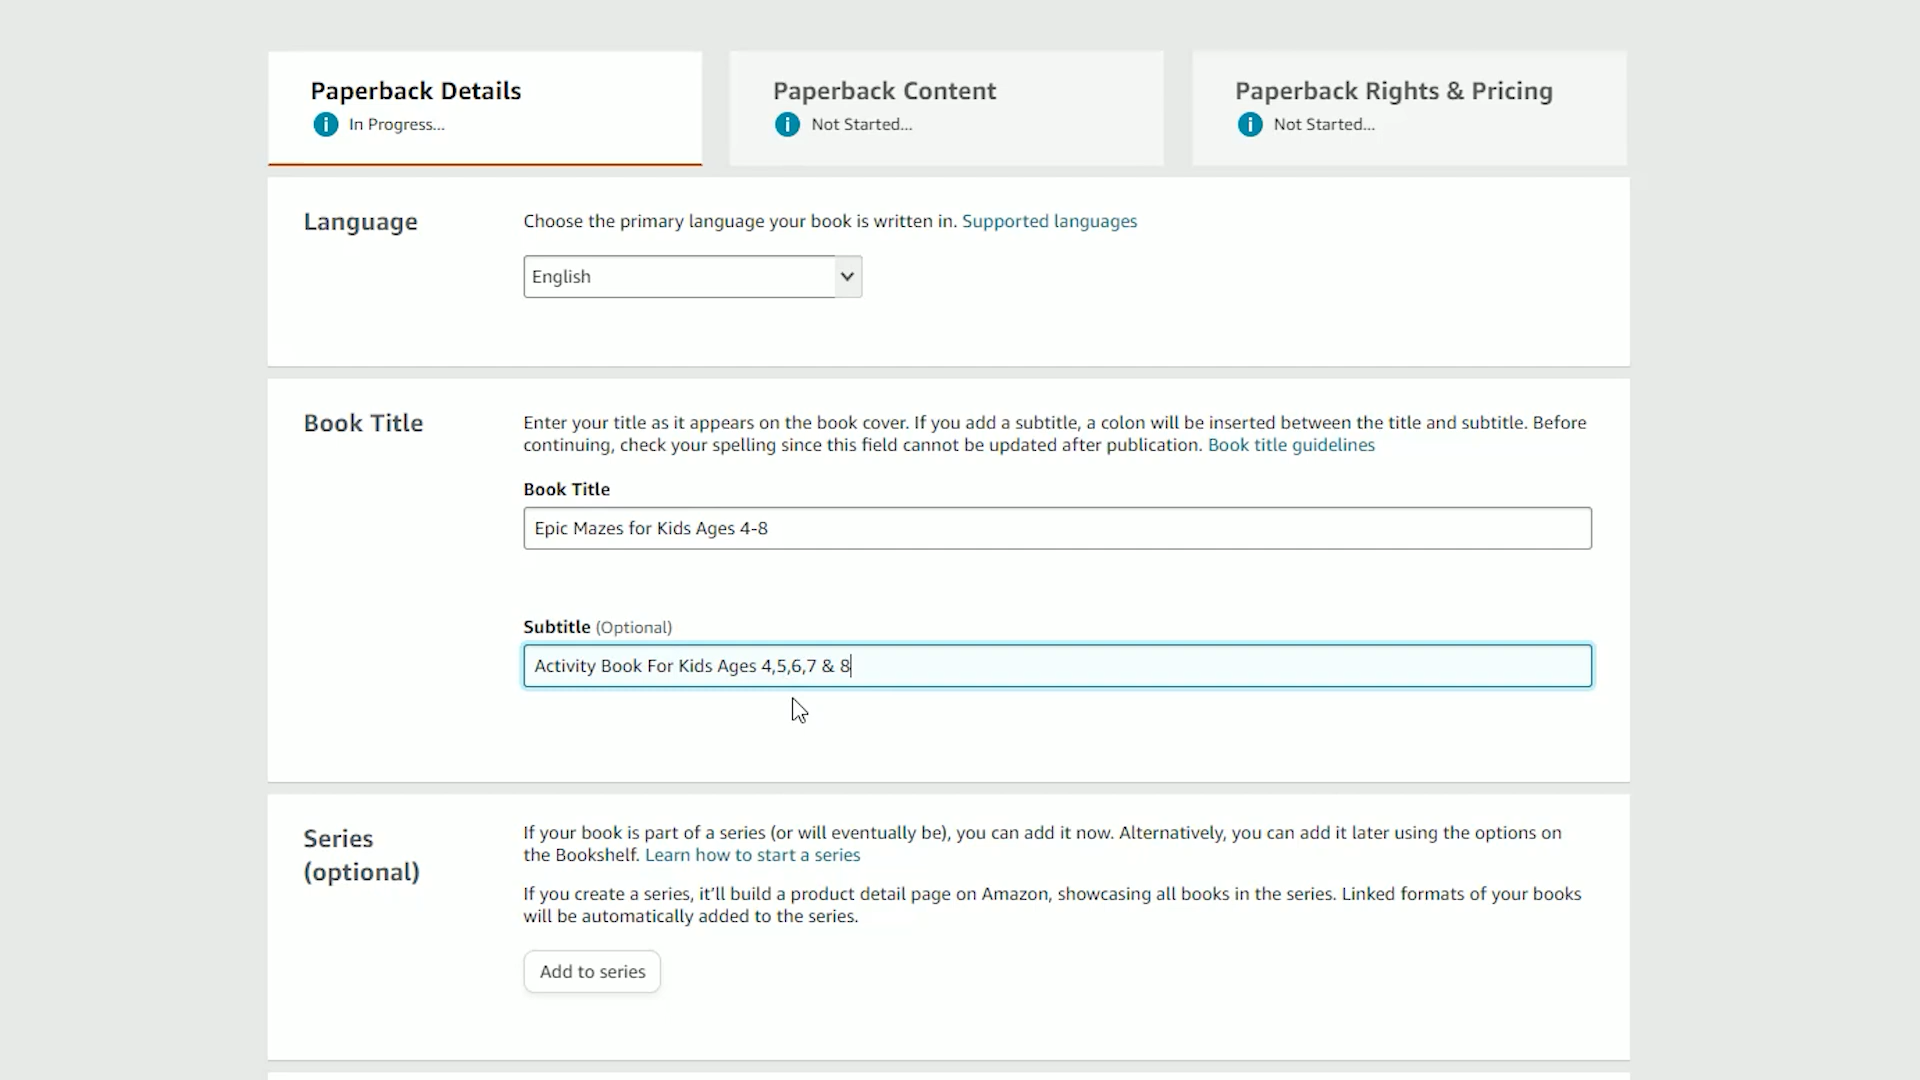 Paperback Details
i In Progress...
Paperback Content
i Not Started...
Paperback Rights & Pricing
i Not Started...
Language
Choose the primary language your book is written in. Supported languages
English
Book Title
Enter your title as it appears on the book cover. If you add a subtitle, a colon will be inserted between the title and subtitle. Before
continuing, check your spelling since this field cannot be updated after publication. Book title guidelines
Book Title
Epic Mazes for Kids Ages 4-8
Subtitle (Optional)
Activity Book For Kids Ages 4,5,6,7 & 8
Series
(optional)
If your book is part of a series (or will eventually be), you can add it now. Alternatively, you can add it later using the options on
the Bookshelf. Learn how to start a series
If you create a series, it’ll build a product detail page on Amazon, showcasing all books in the series. Linked formats of your books
will be automatically added to the series.
Add to series